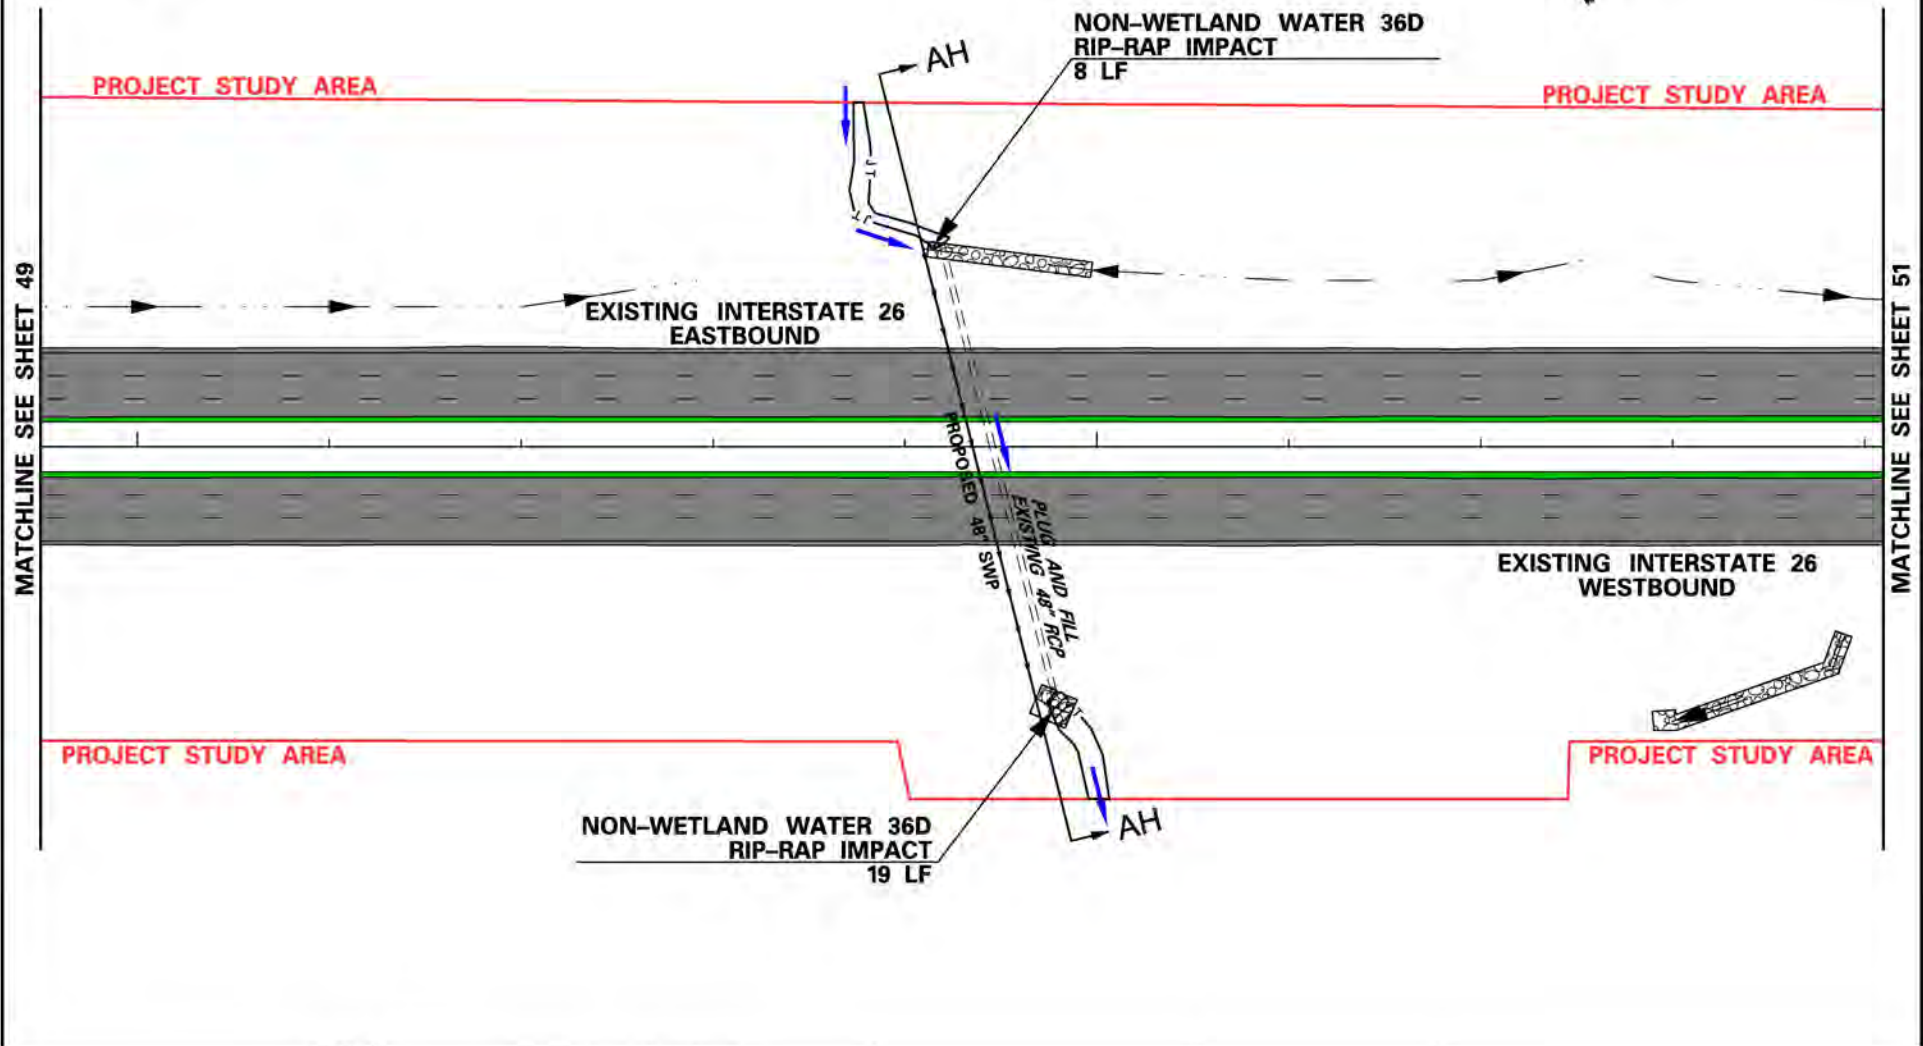 NON-WETLAND WATER 36D
RIP-RAP IMPACT
8 LF
AH
PROJECT STUDY AREA
PROJECT STUDY AREA
JT
JT
MATCHLINE SEE SHEET 49
EXISTING INTERSTATE 26
EASTBOUND
MATCHLINE SEE SHEET 51
PROPOSED 48" SWP
PLUG AND FILL
EXISTING 48" RCP
EXISTING INTERSTATE 26
WESTBOUND
PROJECT STUDY AREA
PROJECT STUDY AREA
AH
NON-WETLAND WATER 36D
RIP-RAP IMPACT
19 LF